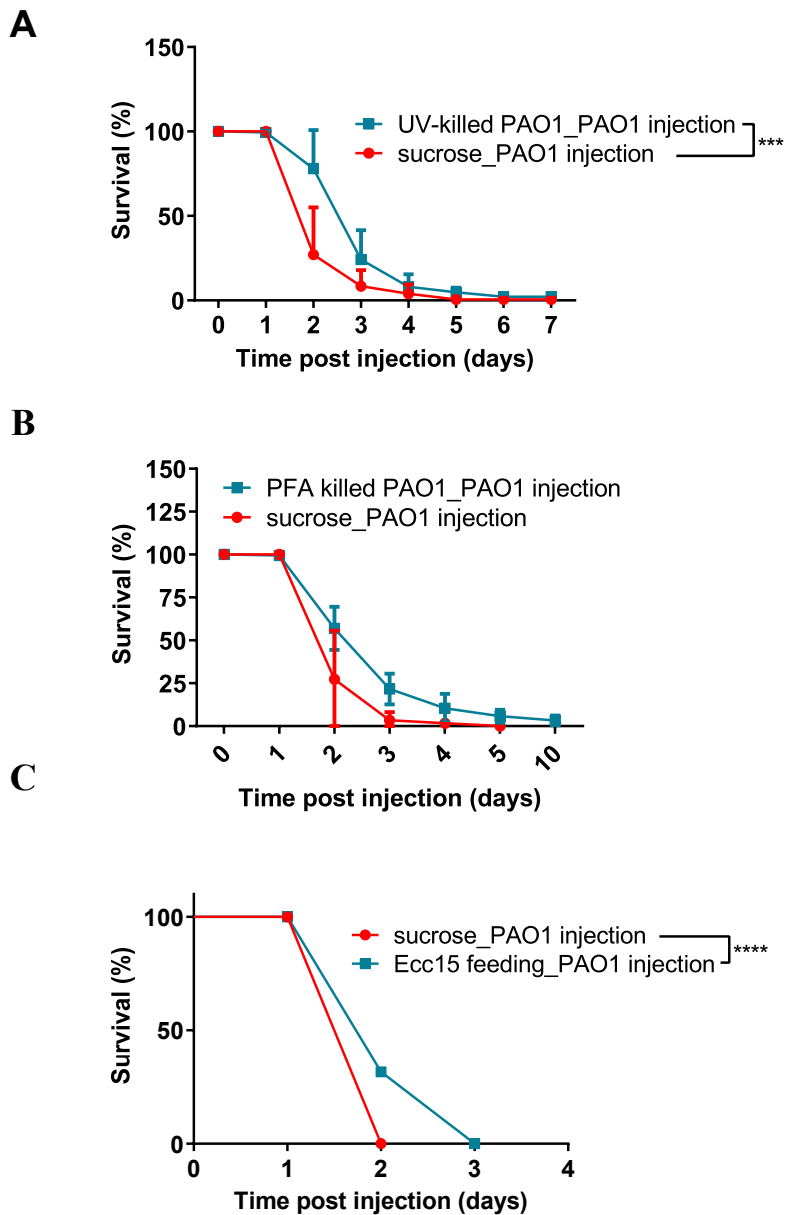 A
150
100
50
0
Survival (%)
UV-killed PAO1_PAO1 injection
sucrose_PAO1 injection
***
0 1 2 3 4 5 6 7
Time post injection (days)
B
150
125
100
75
50
25
0
Survival (%)
PFA killed PAO1_PAO1 injection
sucrose_PAO1 injection
0 1 2 3 4 5 10
Time post injection (days)
C
100
50
0
Survival (%)
sucrose_PAO1 injection
Ecc15 feeding_PAO1 injection
****
0 1 2 3 4
Time post injection (days)